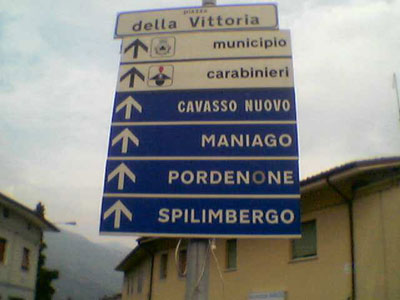 piazza
della Vittoria
municipio
carabinieri
CAVASSO NUOVO
MANIAGO
PORDENONE
SPILIMBERGO